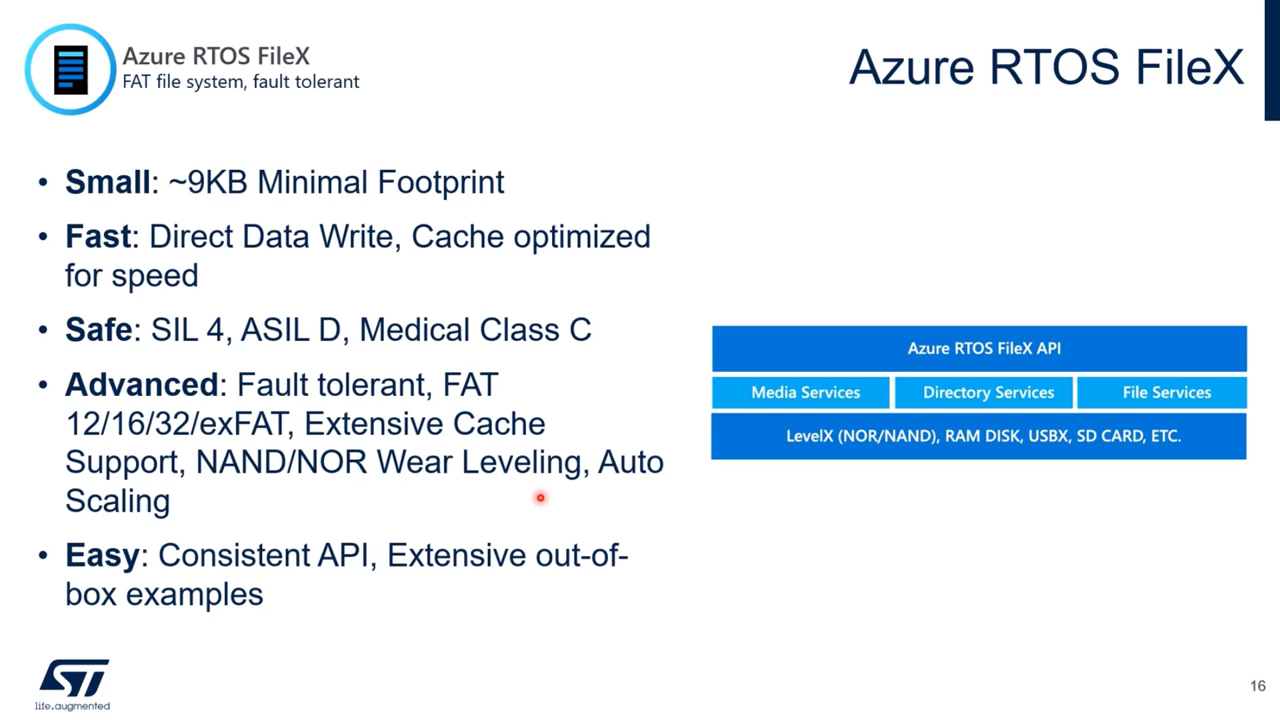 Azure RTOS FileX
FAT file system, fault tolerant
Azure RTOS FileX
• Small: ~9KB Minimal Footprint
• Fast: Direct Data Write, Cache optimized
for speed
• Safe: SIL 4, ASIL D, Medical Class C
• Advanced: Fault tolerant, FAT
12/16/32/exFAT, Extensive Cache
Support, NAND/NOR Wear Leveling, Auto
Scaling
• Easy: Consistent API, Extensive out-of-
box examples
Azure RTOS FileX API
Media Services
Directory Services
File Services
LevelX (NOR/NAND), RAM DISK, USBX, SD CARD, ETC.
ST
life.augmented
16